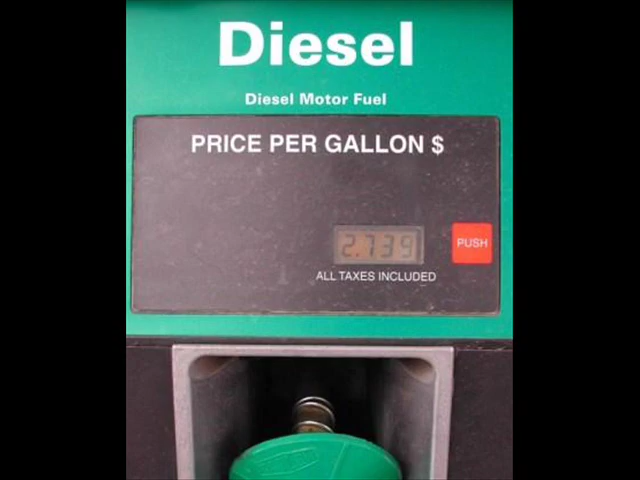 Diesel
Diesel Motor Fuel
PRICE PER GALLON $
2.739
PUSH
ALL TAXES INCLUDED